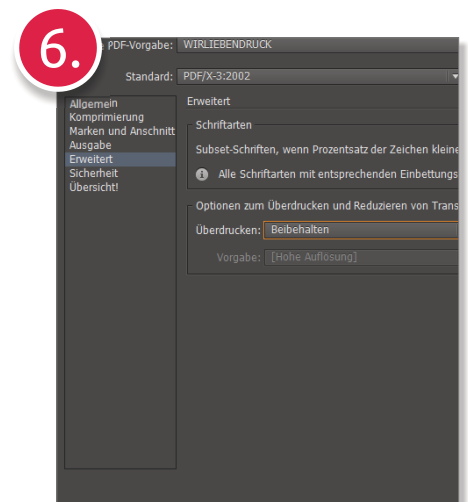 6.
PDF-Vorgabe: WIRLIEBENDRUCK
Standard: PDF/X-3:2002
Allgemein
Komprimierung
Marken und Anschnitt
Ausgabe
Erweitert
Sicherheit
Übersicht!
Erweitert
Schriftarten
Subset-Schriften, wenn Prozentsatz der Zeichen kleine
Alle Schriftarten mit entsprechenden Einbettungs
Optionen zum Überdrucken und Reduzieren von Trans
Überdrucken: Beibehalten
Vorgabe: [Hohe Auflösung]